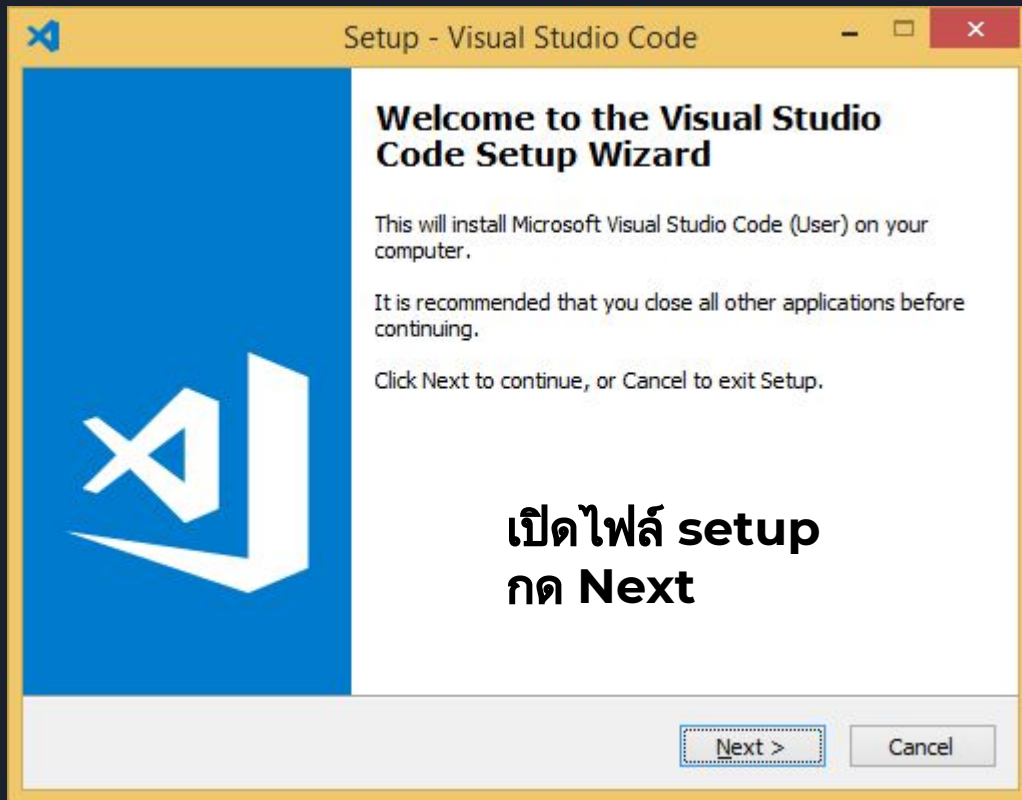 Setup - Visual Studio Code
Welcome to the Visual Studio
Code Setup Wizard
This will install Microsoft Visual Studio Code (User) on your
computer.
It is recommended that you close all other applications before
continuing.
Click Next to continue, or Cancel to exit Setup.
เปิดไฟล์ setup
กด Next
Next >
Cancel